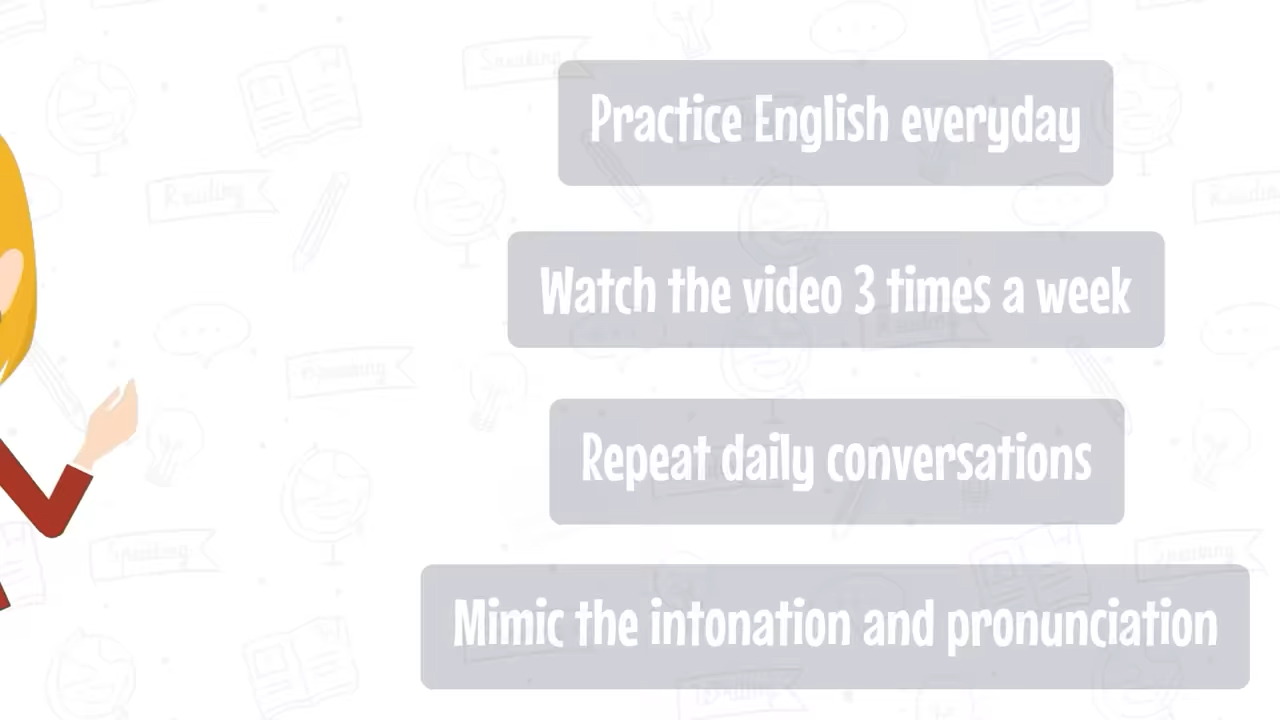 Practice English everyday
Watch the video 3 times a week
Repeat daily conversations
Mimic the intonation and pronunciation